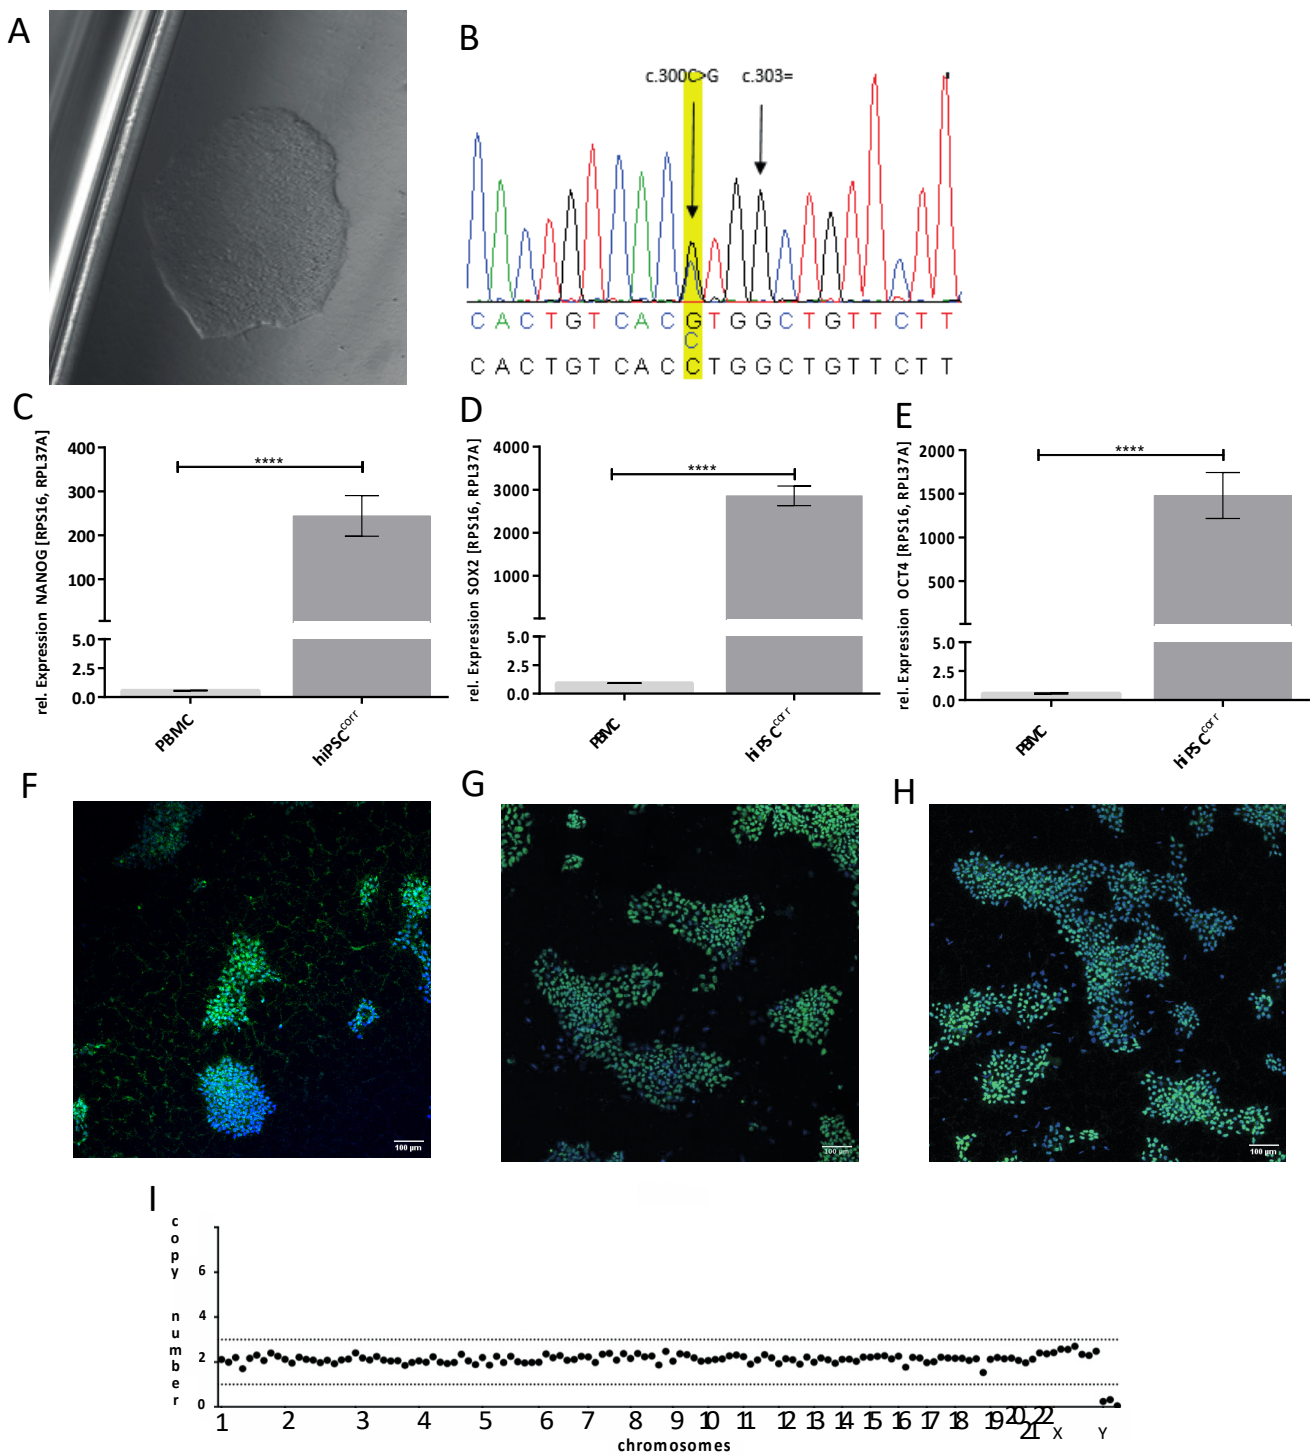 A
B
c.300C>G c.303=
C A C T G T C A C G T G G C T G T T C T T
C
C A C T G T C A C C T G G C T G T T C T T
C
rel. Expression NANOG [RPS16, RPL37A]
400
300
200
100
5.0
2.5
0.0
****
PBMC
hiPSCcorr
D
rel. Expression SOX2 [RPS16, RPL37A]
4000
3000
2000
1000
5.0
2.5
0.0
****
PBMC
hiPSCcorr
E
rel. Expression OCT4 [RPS16, RPL37A]
2000
1500
1000
500
5.0
2.5
0.0
****
PBMC
hiPSCcorr
F
100 µm
G
100 µm
H
100 µm
I
copy number
6
4
2
0
1 2 3 4 5 6 7 8 9 10 11 12 13 14 15 16 17 18 19 20 21 22 X Y
chromosomes